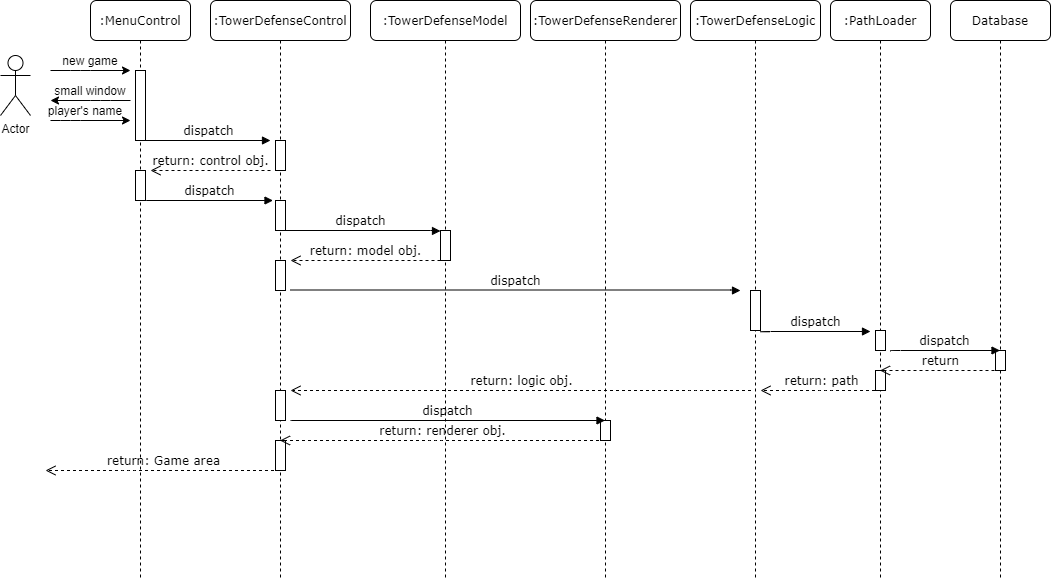 :MenuControl
:TowerDefenseControl
:TowerDefenseModel
:TowerDefenseRenderer
:TowerDefenseLogic
:PathLoader
Database
new game
small window
player's name
Actor
dispatch
return: control obj.
dispatch
dispatch
return: model obj.
dispatch
dispatch
dispatch
return
return: path
return: logic obj.
dispatch
return: renderer obj.
return: Game area